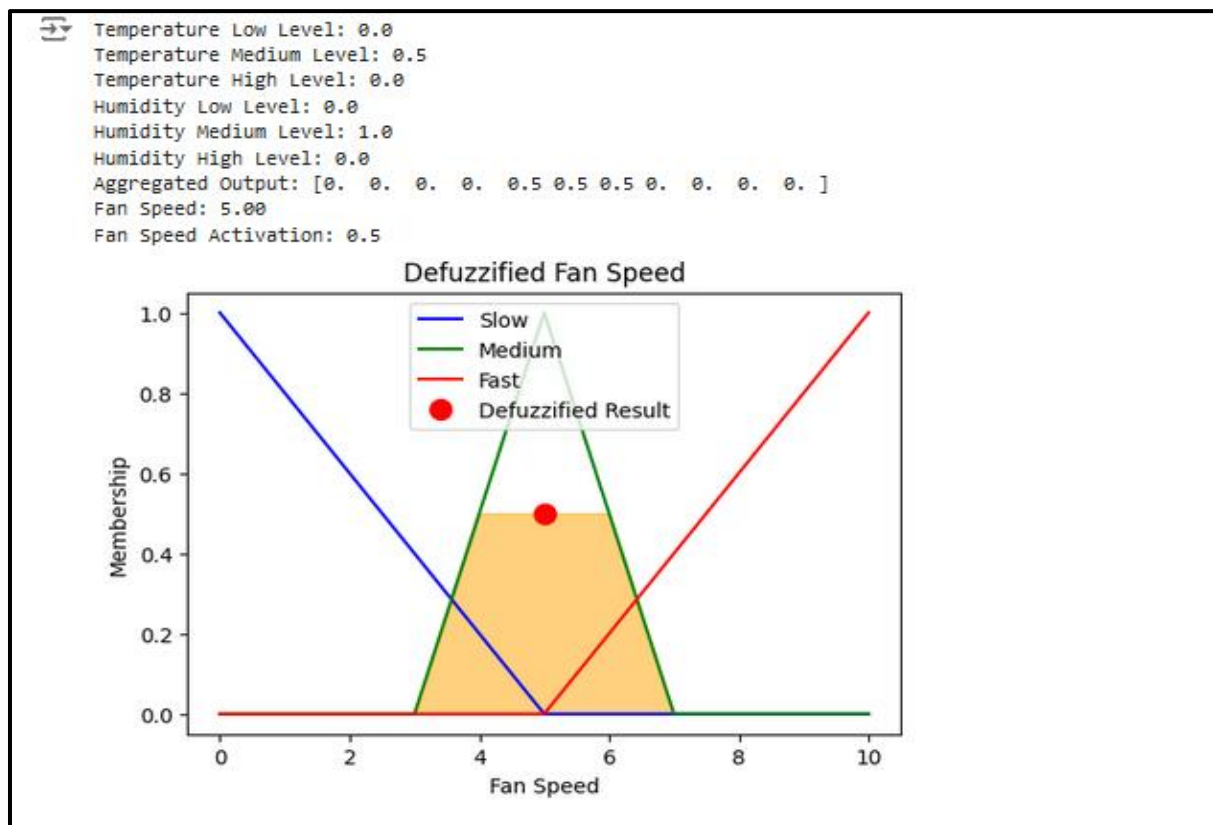 Temperature Low Level: 0.0
Temperature Medium Level: 0.5
Temperature High Level: 0.0
Humidity Low Level: 0.0
Humidity Medium Level: 1.0
Humidity High Level: 0.0
Aggregated Output: [0.  0.  0.  0.  0.5 0.5 0.5 0.  0.  0.  0. ]
Fan Speed: 5.00
Fan Speed Activation: 0.5
Defuzzified Fan Speed
Slow
Medium
Fast
Defuzzified Result
1.0
0.8
0.6
0.4
0.2
0.0
Membership
0 2 4 6 8 10
Fan Speed